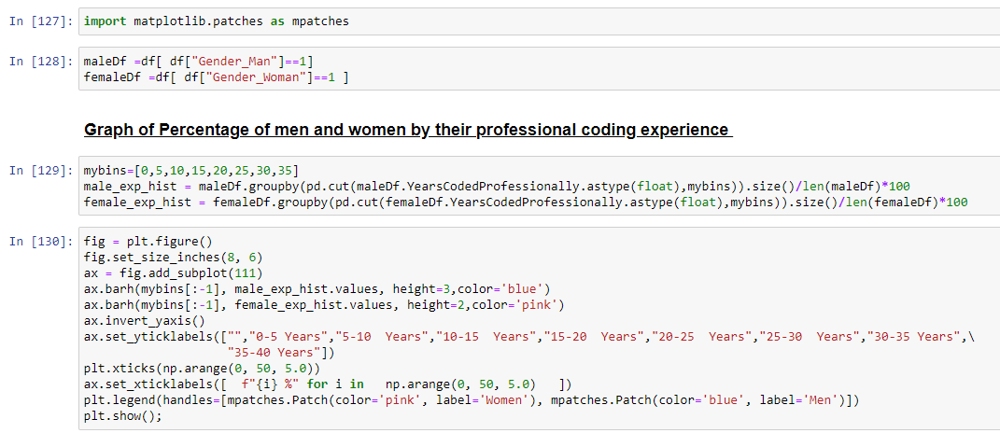 In [127]: import matplotlib.patches as mpatches
In [128]: maleDf =df[ df["Gender_Man"]==1]
femaleDf =df[ df["Gender_Woman"]==1 ]
Graph of Percentage of men and women by their professional coding experience
In [129]: mybins=[0,5,10,15,20,25,30,35]
male_exp_hist = maleDf.groupby(pd.cut(maleDf.YearsCodedProfessionally.astype(float),mybins)).size()/len(maleDf)*100
female_exp_hist = femaleDf.groupby(pd.cut(femaleDf.YearsCodedProfessionally.astype(float),mybins)).size()/len(femaleDf)*100
In [130]: fig = plt.figure()
fig.set_size_inches(8, 6)
ax = fig.add_subplot(111)
ax.barh(mybins[:-1], male_exp_hist.values, height=3,color='blue')
ax.barh(mybins[:-1], female_exp_hist.values, height=2,color='pink')
ax.invert_yaxis()
ax.set_yticklabels(["","0-5 Years","5-10  Years","10-15  Years","15-20  Years","20-25  Years","25-30  Years","30-35 Years",\
"35-40 Years"])
plt.xticks(np.arange(0, 50, 5.0))
ax.set_xticklabels([  f"{i} %" for i in   np.arange(0, 50, 5.0)   ])
plt.legend(handles=[mpatches.Patch(color='pink', label='Women'), mpatches.Patch(color='blue', label='Men')])
plt.show();